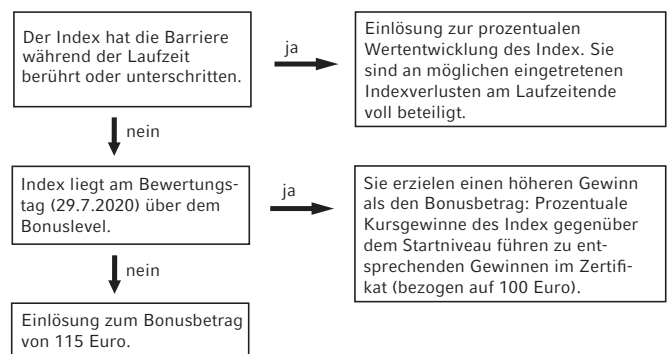 Der Index hat die Barriere
während der Laufzeit
berührt oder unterschritten.
ja
Einlösung zur prozentualen
Wertentwicklung des Index. Sie
sind an möglichen eingetretenen
Indexverlusten am Laufzeitende
voll beteiligt.
nein
Index liegt am Bewertungs-
tag (29.7.2020) über dem
Bonuslevel.
ja
Sie erzielen einen höheren Gewinn
als den Bonusbetrag: Prozentuale
Kursgewinne des Index gegenüber
dem Startniveau führen zu ent-
sprechenden Gewinnen im Zertifi-
kat (bezogen auf 100 Euro).
nein
Einlösung zum Bonusbetrag
von 115 Euro.